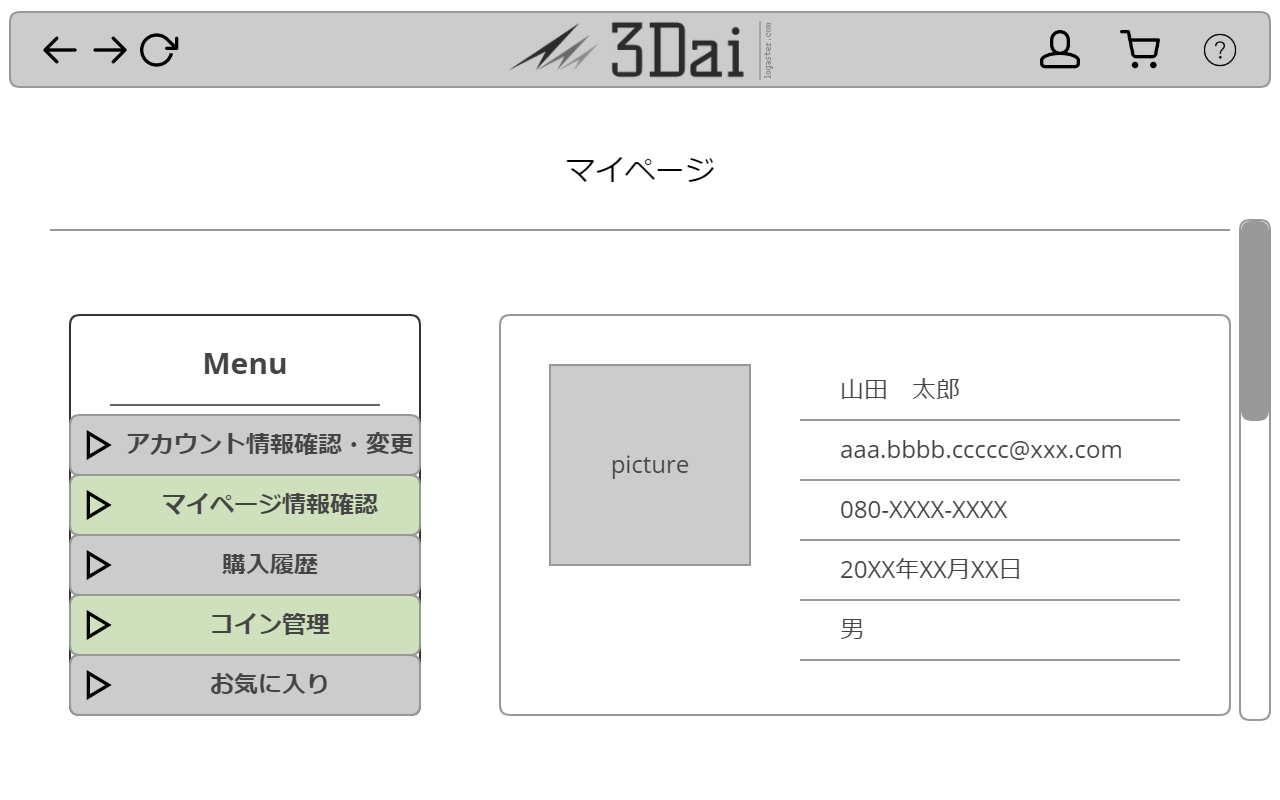 3Dai
logaster.com
?
マイページ
Menu
アカウント情報確認・変更
マイページ情報確認
購入履歴
コイン管理
お気に入り
picture
山田　太郎
aaa.bbbb.ccccc@xxx.com
080-XXXX-XXXX
20XX年XX月XX日
男